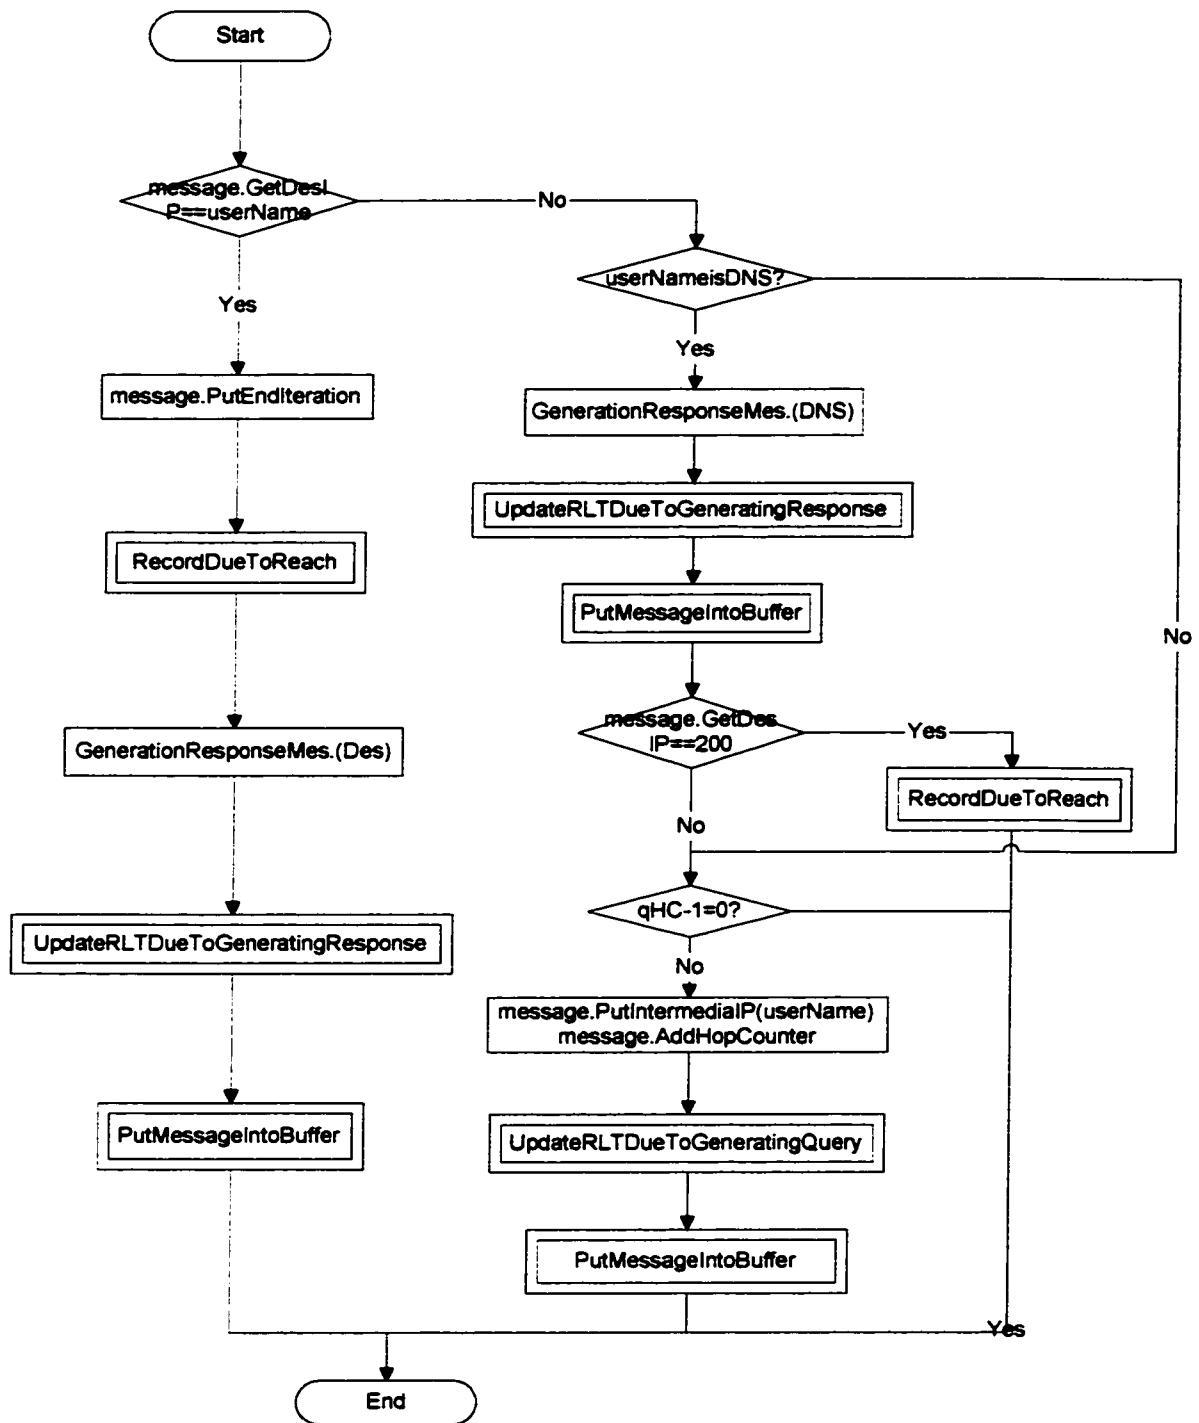 Start
message.GetDesI
P==userName
No
userNameisDNS?
Yes
Yes
message.PutEndIteration
GenerationResponseMes.(DNS)
UpdateRLTDueToGeneratingResponse
RecordDueToReach
PutMessageIntoBuffer
No
message.GetDes
IP==200
Yes
GenerationResponseMes.(Des)
RecordDueToReach
No
qHC-1=0?
UpdateRLTDueToGeneratingResponse
No
message.PutIntermediaIP(userName)
message.AddHopCounter
PutMessageIntoBuffer
UpdateRLTDueToGeneratingQuery
PutMessageIntoBuffer
Yes
End